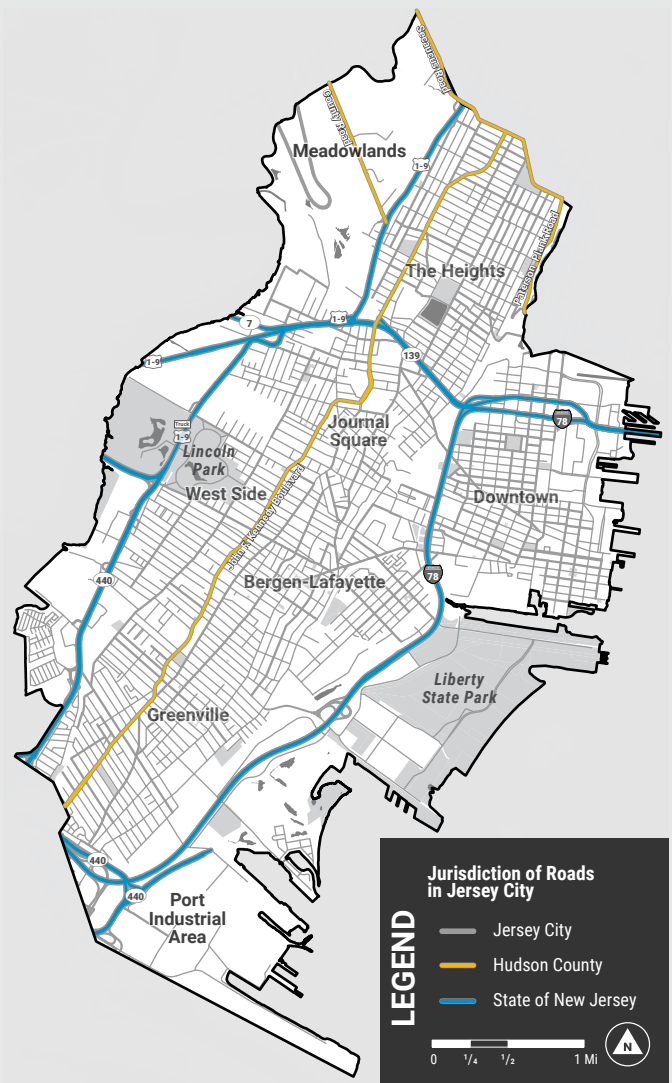 Secaucus Road
County Road
Meadowlands
1-9
The Heights
Paterson Plank Road
7
1-9
1-9
139
Truck
1-9
Journal
Square
78
Lincoln
Park
West Side
Downtown
John F Kennedy Boulevard
78
440
Bergen-Lafayette
Liberty
State Park
Greenville
440
440
Port
Industrial
Area
LEGEND
Jurisdiction of Roads
in Jersey City
Jersey City
Hudson County
State of New Jersey
0 1/4 1/2 1 Mi
N